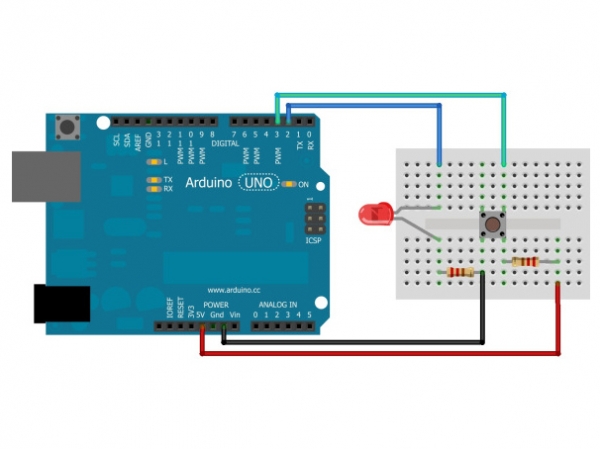 SCL
SDA
AREF
GND
13
12
11 PWM
10 PWM
9 PWM
8
DIGITAL
7
6 PWM
5 PWM
4
3 PWM
2
1 TX
0 RX
L
TX
RX
Arduino UNO
ON
1
ICSP
www.arduino.cc
POWER
ANALOG IN
IOREF
RESET
3V3
5V
Gnd
Vin
0 1 2 3 4 5